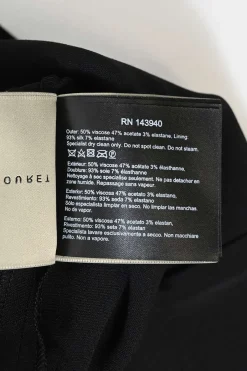 OURET
RN 143940
Outer: 50% viscose 47% acetate 3% elastane, Lining:
93% silk 7% elastane
Specialist dry clean only. Do not spot clean. Do not steam.
Extérieur: 50% viscose 47% acétate 3% élasthanne,
Doublure: 93% soie 7% élasthanne
Nettoyage à sec spécialisé seulement. Ne pas détacher en
zone humide. Repassage sans vapeur.
Exterior: 50% viscosa 47% acetato 3% elastano,
Revestimiento: 93% seda 7% elastano
Sólo especialista limpiar en seco. No limpie manchas.
No de vapor.
Esterno: 50% viscosa 47% acetato 3% elastan,
Rivestimento: 93% seta 7% elastan
Specialista lavare esclusivamente a secco. Non macchiare
pulito. Non a vapore.